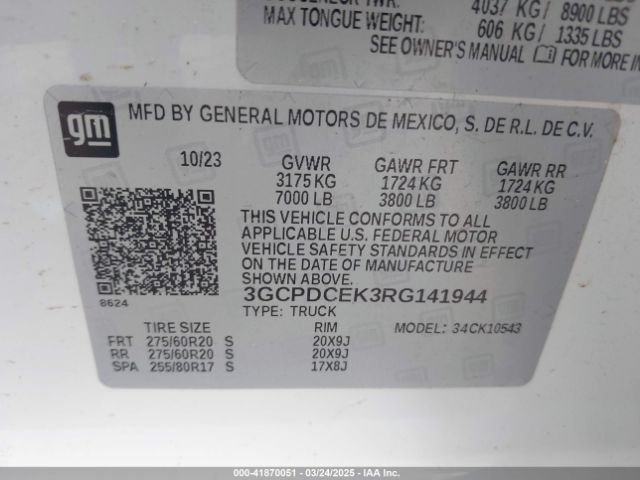 4037 KG/ 8900 LBS
MAX TONGUE WEIGHT: 606 KG/ 1335 LBS
SEE OWNER'S MANUAL FOR MORE IN
gm
MFD BY GENERAL MOTORS DE MEXICO, S. DE R.L. DE C.V.
10/23 GVWR GAWR FRT GAWR RR
3175 KG 1724 KG 1724 KG
7000 LB 3800 LB 3800 LB
THIS VEHICLE CONFORMS TO ALL
APPLICABLE U.S. FEDERAL MOTOR
VEHICLE SAFETY STANDARDS IN EFFECT
ON THE DATE OF MANUFACTURE
SHOWN ABOVE.
3GCPDCEK3RG141944
8624
TYPE: TRUCK
TIRE SIZE RIM MODEL: 34CK10543
FRT 275/60R20 S 20X9J
RR 275/60R20 S 20X9J
SPA 255/80R17 S 17X8J
000-41870051 — 03/24/2025 — IAAI.COM